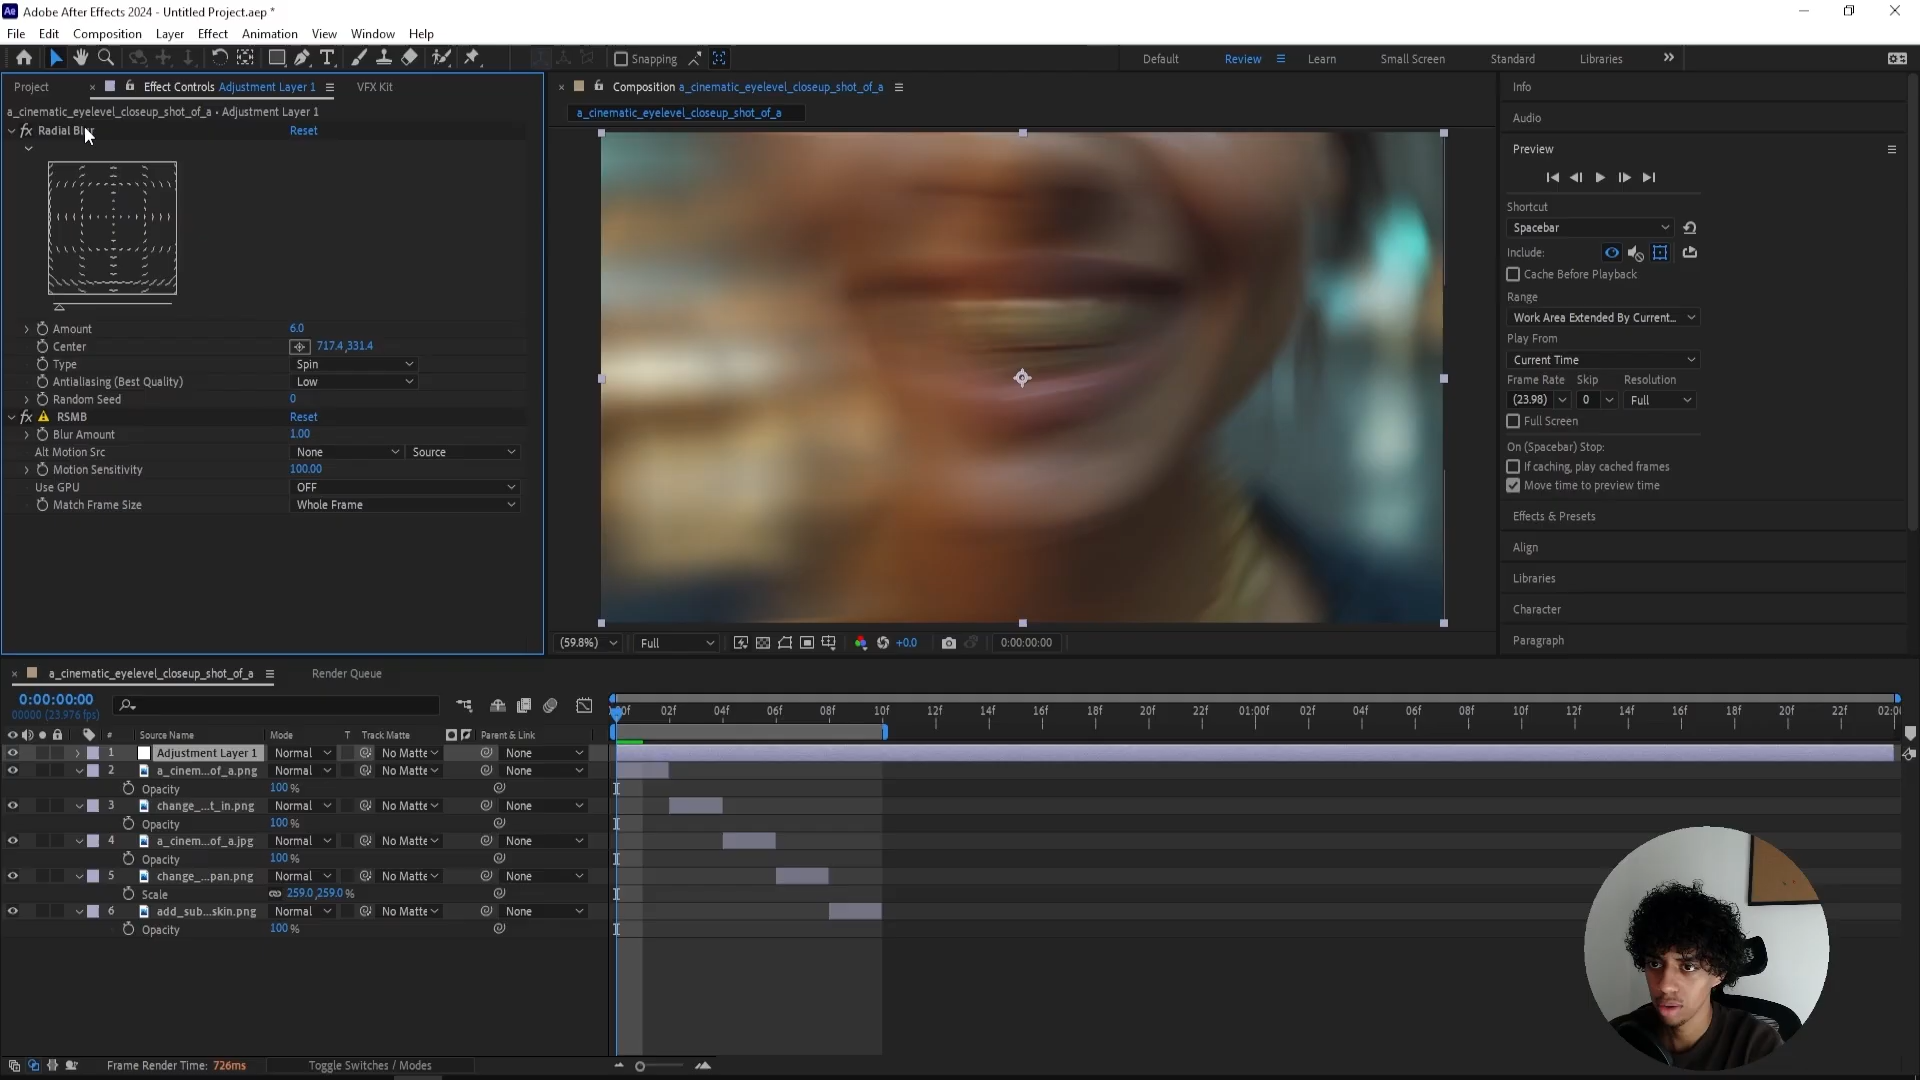 Adobe After Effects 2024 - Untitled Project.aep *
File Edit Composition Layer Effect Animation View Window Help
Snapping
Default Review Learn Small Screen Standard Libraries
Project Effect Controls Adjustment Layer 1 VFX Kit
a_cinematic_eyelevel_closeup_shot_of_a • Adjustment Layer 1
fx Radial Blur Reset
Amount 6.0
Center 717.4,331.4
Type Spin
Antialiasing (Best Quality) Low
Random Seed 0
fx RSMB Reset
Blur Amount 1.00
Alt Motion Src None Source
Motion Sensitivity 100.00
Use GPU OFF
Match Frame Size Whole Frame
Composition a_cinematic_eyelevel_closeup_shot_of_a
a_cinematic_eyelevel_closeup_shot_of_a
(59.8%) Full +0.0 0:00:00:00
Info
Audio
Preview
Shortcut
Spacebar
Include:
Cache Before Playback
Range
Work Area Extended By Current...
Play From
Current Time
Frame Rate Skip Resolution
(23.98) 0 Full
Full Screen
On (Spacebar) Stop:
If caching, play cached frames
Move time to preview time
Effects & Presets
Align
Libraries
Character
Paragraph
a_cinematic_eyelevel_closeup_shot_of_a Render Queue
0:00:00:00
00000 (23.976 fps)
02f 04f 06f 08f 10f 12f 14f 16f 18f 20f 22f 01:00f 02f 04f 06f 08f 10f 12f 14f 16f 18f 20f 22f
# Source Name Mode T Track Matte Parent & Link
1 Adjustment Layer 1 Normal No Matte None
2 a_cinem...of_a.png Normal No Matte None
Opacity 100 %
3 change_...t_in.png Normal No Matte None
Opacity 100 %
4 a_cinem...of_a.jpg Normal No Matte None
Opacity 100 %
5 change_...pan.png Normal No Matte None
Scale 259.0,259.0 %
6 add_sub...skin.png Normal No Matte None
Opacity 100 %
Frame Render Time: 726ms Toggle Switches / Modes